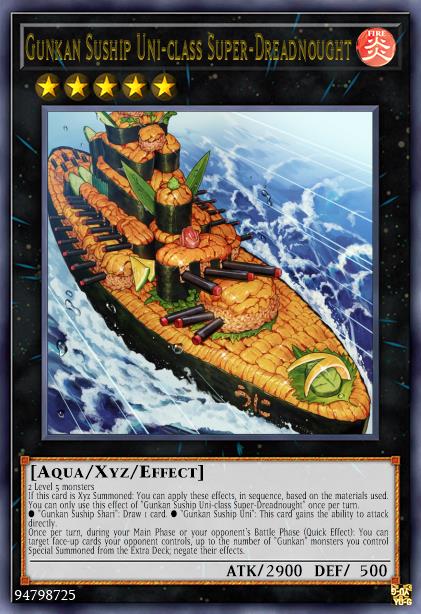 Gunkan Suship Uni-class Super-Dreadnought
FIRE
炎
うに
[Aqua/Xyz/Effect]
2 Level 5 monsters
If this card is Xyz Summoned: You can apply these effects, in sequence, based on the materials used.
You can only use this effect of "Gunkan Suship Uni-class Super-Dreadnought" once per turn.
● "Gunkan Suship Shari": Draw 1 card. ● "Gunkan Suship Uni": This card gains the ability to attack
directly.
Once per turn, during your Main Phase or your opponent's Battle Phase (Quick Effect): You can
target face-up cards your opponent controls, up to the number of "Gunkan" monsters you control
Special Summoned from the Extra Deck; negate their effects.
ATK/2900 DEF/ 500
94798725